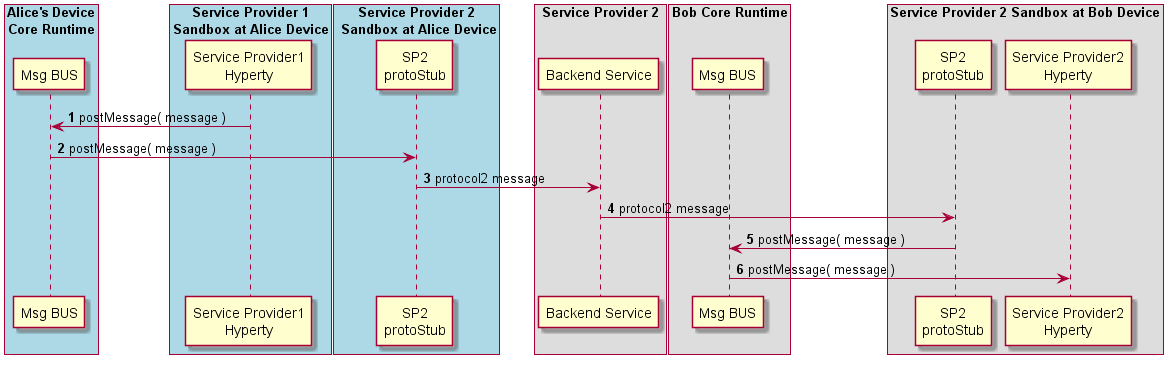 Alice's Device
Core Runtime
Service Provider 1
Sandbox at Alice Device
Service Provider 2
Sandbox at Alice Device
Service Provider 2
Bob Core Runtime
Service Provider 2 Sandbox at Bob Device
Msg BUS
Service Provider1
Hyperty
SP2
protoStub
Backend Service
Msg BUS
SP2
protoStub
Service Provider2
Hyperty
1 postMessage( message )
2 postMessage( message )
3 protocol2 message
4 protocol2 message
5 postMessage( message )
6 postMessage( message )
Msg BUS
Service Provider1
Hyperty
SP2
protoStub
Backend Service
Msg BUS
SP2
protoStub
Service Provider2
Hyperty